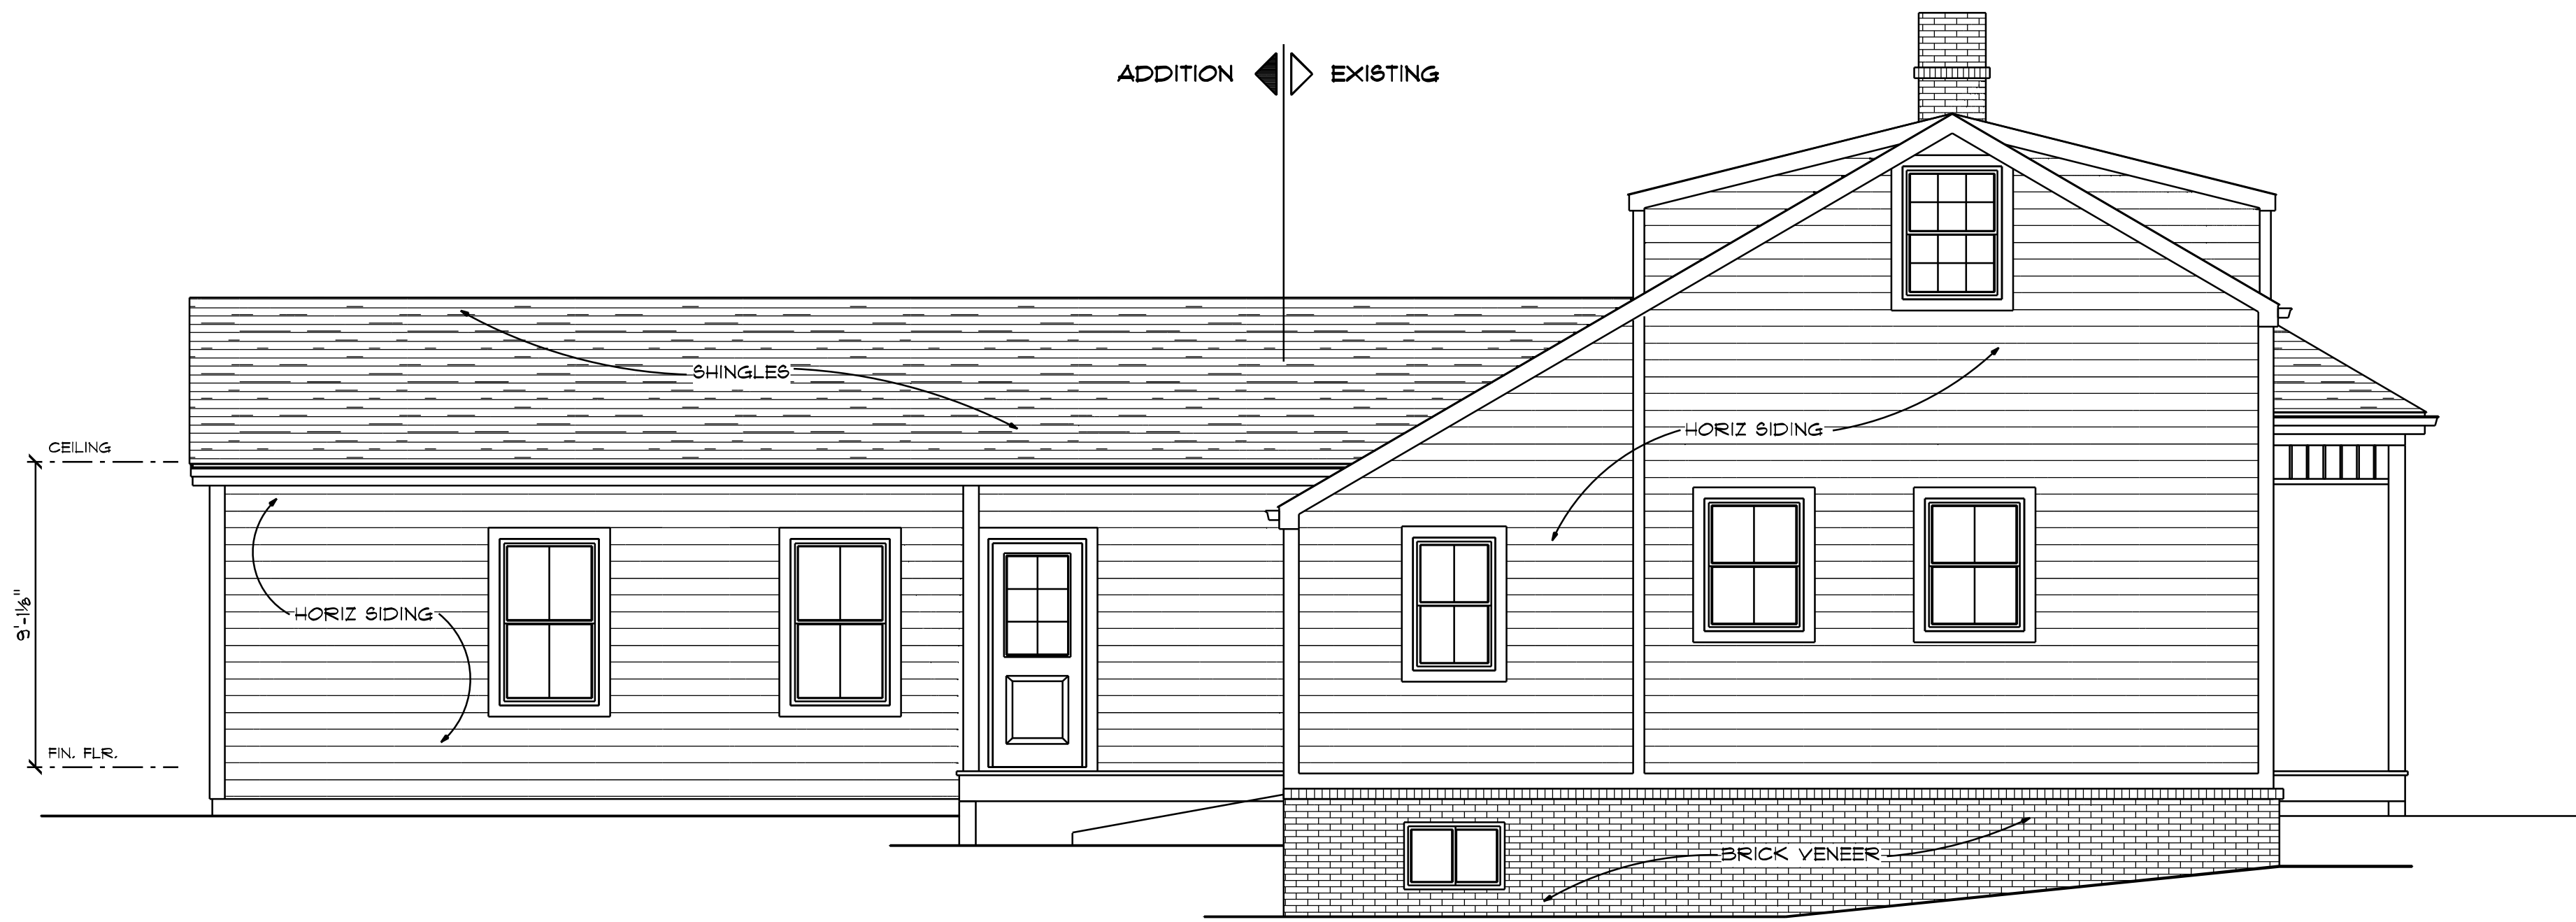 ADDITION EXISTING
SHINGLES
HORIZ SIDING
CEILING
9'-1⅛"
HORIZ SIDING
FIN. FLR.
BRICK VENEER